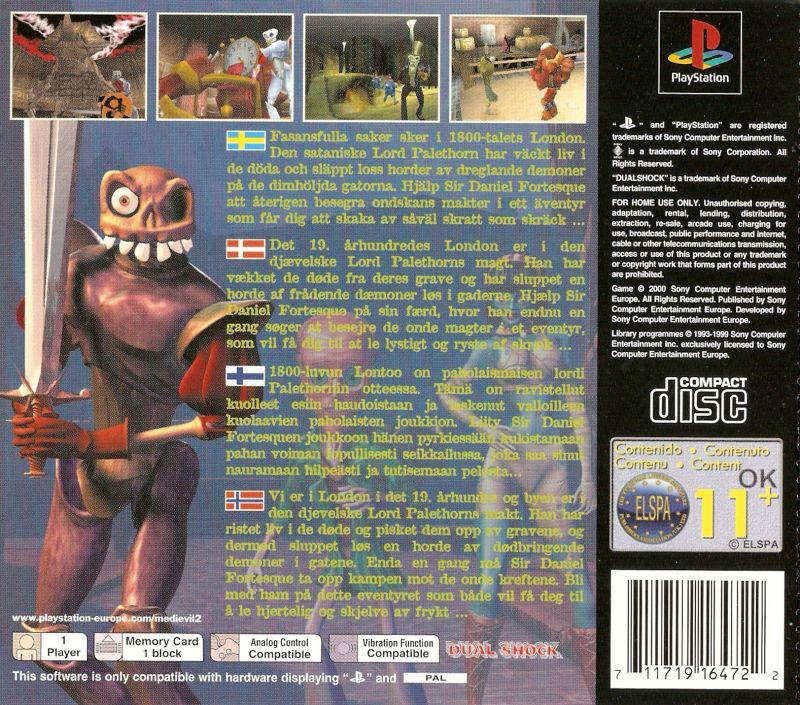 Fasansfulla saker sker i 1800-talets London.
Den sataniske Lord Palethorn har väckt liv i
de döda och släppt loss horder av dreglande demoner
på de dimhöljda gatorna. Hjälp Sir Daniel Fortesque
att återigen besegra ondskans makter i ett äventyr
som får dig att skaka av såväl skratt som skräck ...
Det 19. århundredes London er i den
djævelske Lord Palethorns magt. Han har
vækket de døde fra deres grave og har sluppet en
horde af frådende dæmoner løs i gaderne. Hjælp Sir
Daniel Fortesque på sin færd, hvor han endnu en
gang søger at besejre de onde magter i et eventyr,
som vil få dig til at le lystigt og ryste af skræk ...
1800-luvun Lontoo on paholaismaisen lordi
Palethornin otteessa. Tämä on ravistellut
kuolleet esiin haudoistaan ja laskenut valloilleen
kuolaavien paholaisten joukkion. Liity Sir Daniel
Fortesquen joukkoon hänen pyrkiessään kukistamaan
pahan voiman lopullisesti seikkailussa, joka saa sinut
nauramaan hilpeästi ja tutisemaan pelosta...
Vi er i London i det 19. århundre og byen er i
den djevelske Lord Palethorns makt. Han har
ristet liv i de døde og pisket dem opp av gravene, og
dermed sluppet løs en horde av dødbringende
demoner i gatene. Enda en gang må Sir Daniel
Fortesque ta opp kampen mot de onde kreftene. Bli
med ham på dette eventyret som både vil få deg til
å le hjertelig og skjelve av frykt ...
www.playstation-europe.com/medievil2
1 Player
Memory Card 1 block
Analog Control Compatible
Vibration Function Compatible
DUAL SHOCK
This software is only compatible with hardware displaying " " and PAL
PlayStation
" " and "PlayStation" are registered
trademarks of Sony Computer Entertainment Inc.
is a trademark of Sony Corporation. All
Rights Reserved.
"DUALSHOCK" is a trademark of Sony Computer
Entertainment Inc.
FOR HOME USE ONLY. Unauthorised copying,
adaptation, rental, lending, distribution,
extraction, re-sale, arcade use, charging for
use, broadcast, public performance and internet,
cable or other telecommunications transmission,
access or use of this product or any trademark
or copyright work that forms part of this product
are prohibited.
Game © 2000 Sony Computer Entertainment
Europe. All Rights Reserved. Published by Sony
Computer Entertainment Europe. Developed by
Sony Computer Entertainment Europe.
Library programmes © 1993-1999 Sony Computer
Entertainment Inc. exclusively licensed to Sony
Computer Entertainment Europe.
COMPACT
disc
Contenido • Contenuto
Contenu • Content
OK
ELSPA
11+
© ELSPA
7 11719 16472 2